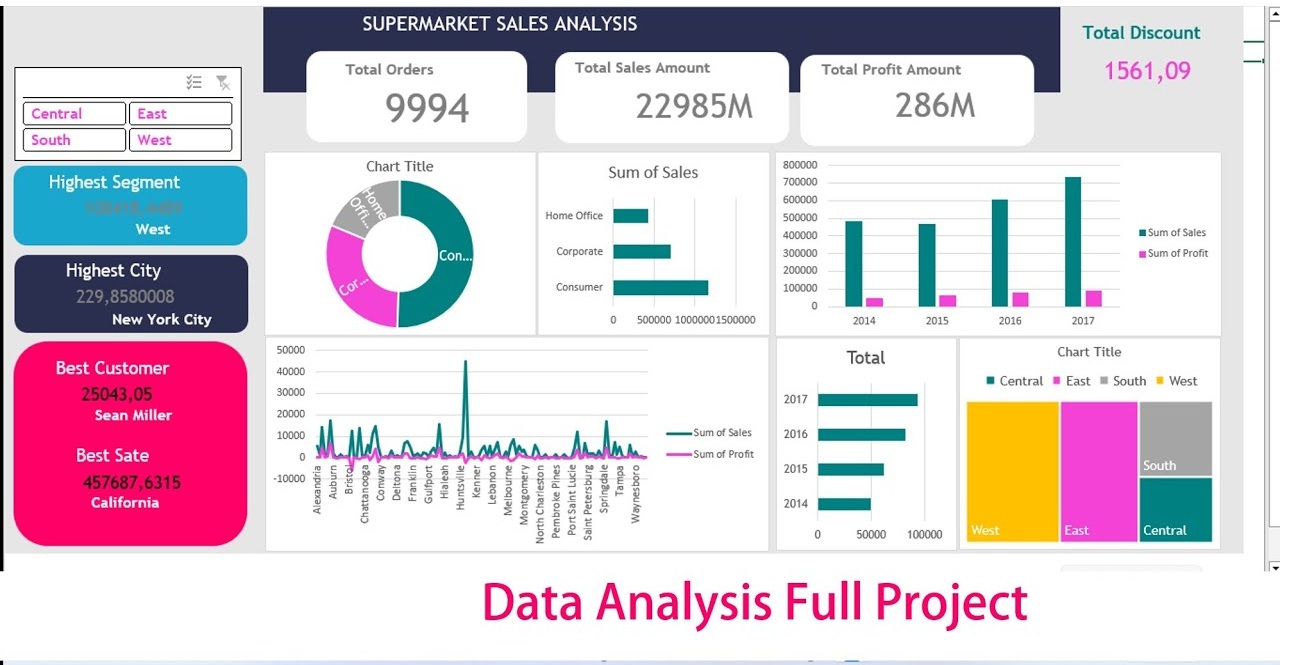 SUPERMARKET SALES ANALYSIS
Total Discount
1561,09
Total Orders
9994
Total Sales Amount
22985M
Total Profit Amount
286M
Central
East
South
West
Highest Segment
West
Highest City
229,8580008
New York City
Best Customer
25043,05
Sean Miller
Best Sate
457687,6315
California
Chart Title
Home Offi...
Con...
Cor...
Sum of Sales
Home Office
Corporate
Consumer
0 500000 1000000 1500000
800000
700000
600000
500000
400000
300000
200000
100000
0
2014 2015 2016 2017
Sum of Sales
Sum of Profit
50000
40000
30000
20000
10000
0
-10000
Alexandria
Auburn
Bristol
Chattanooga
Conway
Deltona
Franklin
Gulfport
Hialeah
Huntsville
Kenner
Lebanon
Melbourne
Montgomery
North Charleston
Pembroke Pines
Port Saint Lucie
Saint Petersburg
Springdale
Tampa
Waynesboro
Sum of Sales
Sum of Profit
Total
2017
2016
2015
2014
0 50000 100000
Chart Title
Central East South West
West
East
South
Central
Data Analysis Full Project